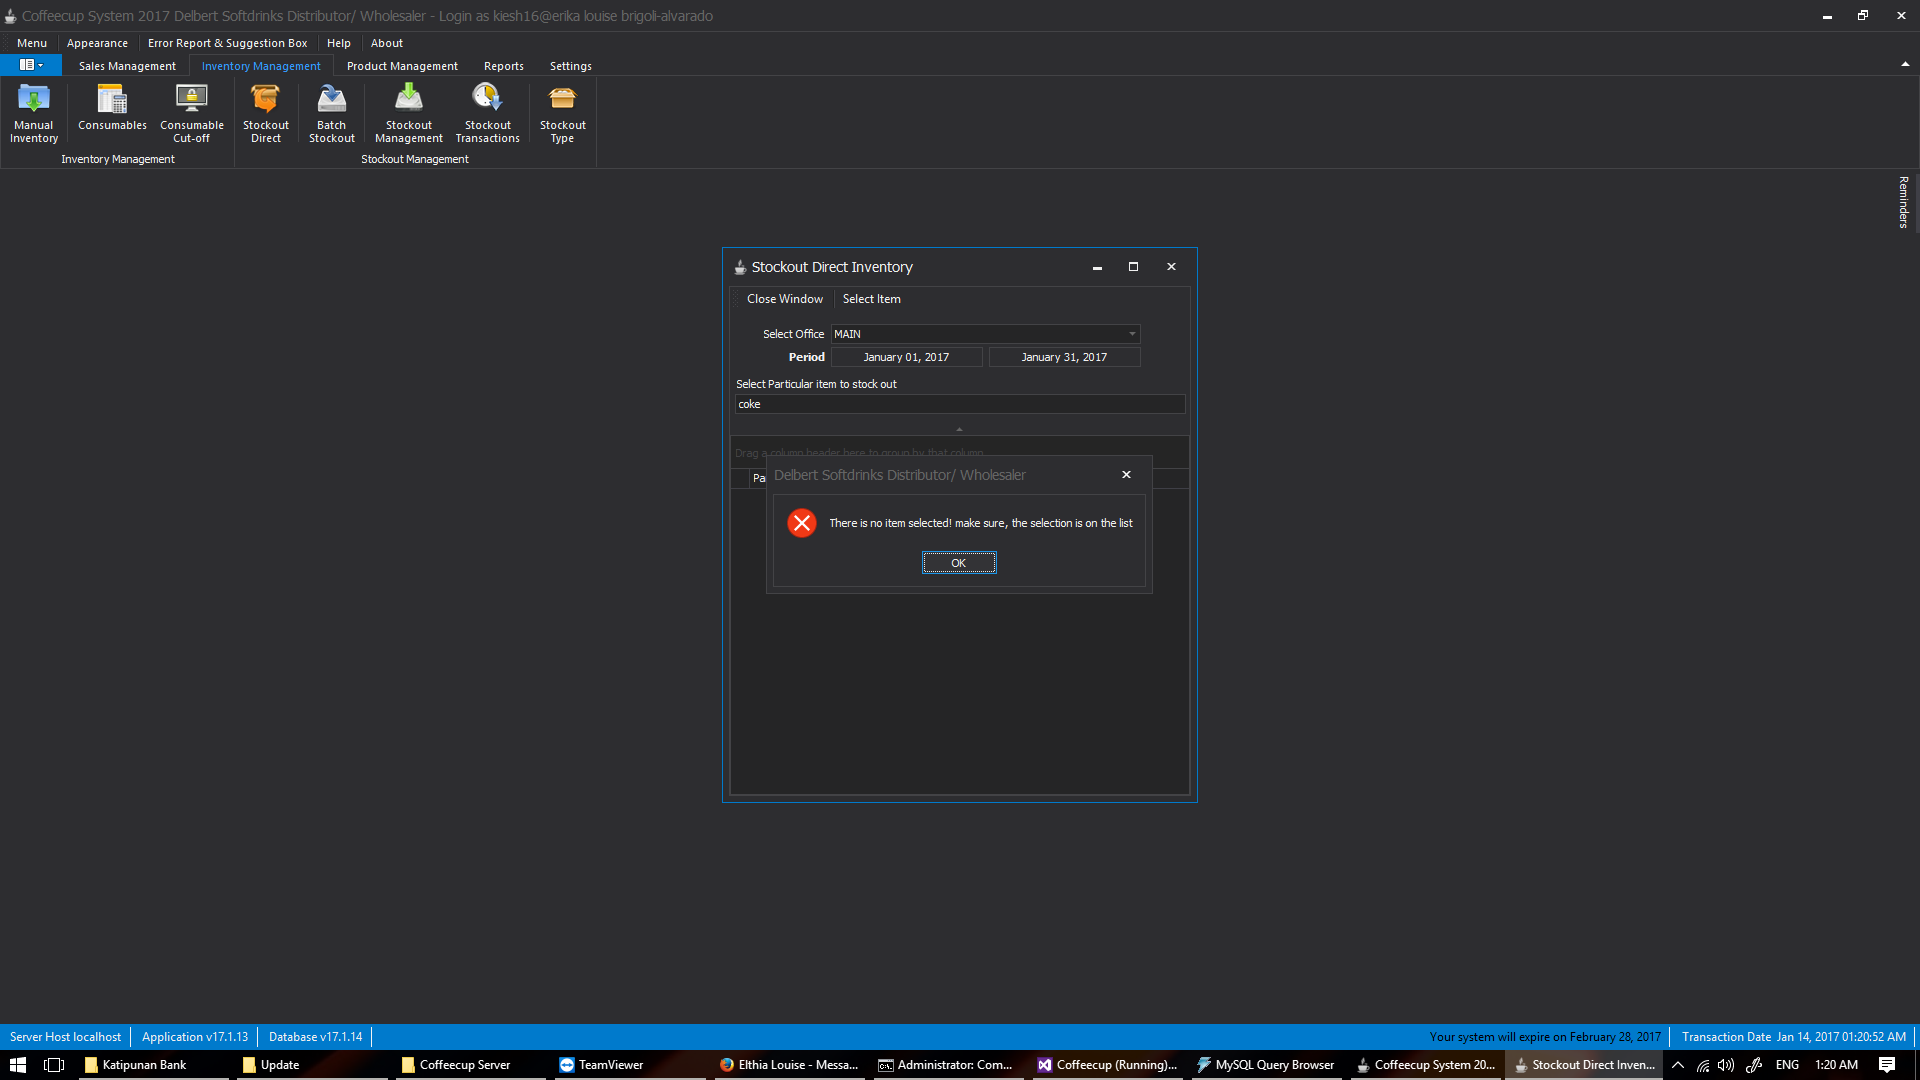 Coffeecup System 2017 Delbert Softdrinks Distributor/ Wholesaler - Login as kiesh16@erika louise brigoli-alvarado
Menu Appearance Error Report & Suggestion Box Help About
Sales Management Inventory Management Product Management Reports Settings
Manual Inventory
Consumables
Consumable Cut-off
Stockout Direct
Batch Stockout
Stockout Management
Stockout Transactions
Stockout Type
Inventory Management
Stockout Management
Reminders
Stockout Direct Inventory
Close Window Select Item
Select Office MAIN
Period January 01, 2017 January 31, 2017
Select Particular item to stock out
coke
Drag a column header here to group by that column
Pa
Delbert Softdrinks Distributor/ Wholesaler
There is no item selected! make sure, the selection is on the list
OK
Server Host localhost Application v17.1.13 Database v17.1.14 Your system will expire on February 28, 2017 Transaction Date Jan 14, 2017 01:20:52 AM
Katipunan Bank Update Coffeecup Server TeamViewer Elthia Louise - Messa... Administrator: Com... Coffeecup (Running)... MySQL Query Browser Coffeecup System 20... Stockout Direct Inven... ENG 1:20 AM